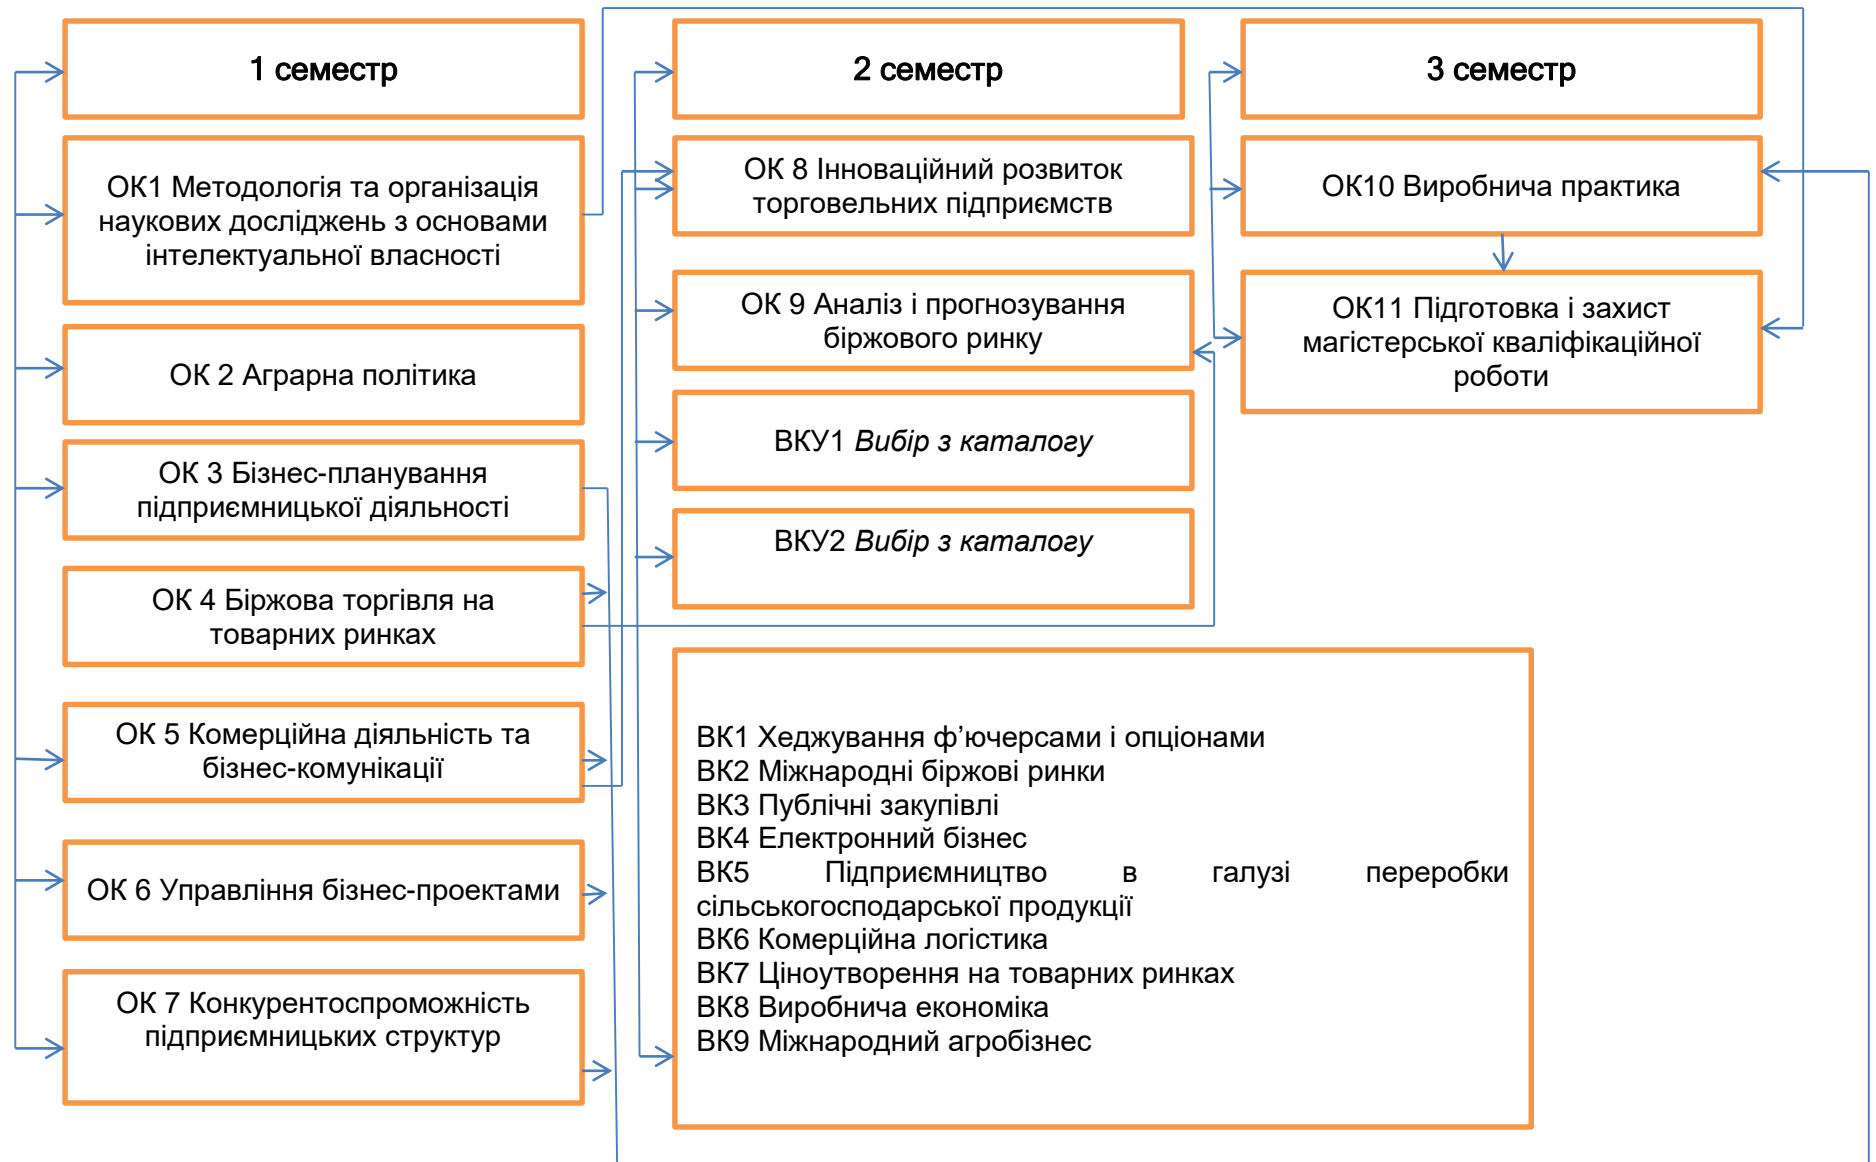 1 семестр
ОК1 Методологія та організація
наукових досліджень з основами
інтелектуальної власності
ОК 2 Аграрна політика
ОК 3 Бізнес-планування
підприємницької діяльності
ОК 4 Біржова торгівля на
товарних ринках
ОК 5 Комерційна діяльність та
бізнес-комунікації
ОК 6 Управління бізнес-проектами
ОК 7 Конкурентоспроможність
підприємницьких структур
2 семестр
ОК 8 Інноваційний розвиток
торговельних підприємств
ОК 9 Аналіз і прогнозування
біржового ринку
ВКУ1 Вибір з каталогу
ВКУ2 Вибір з каталогу
ВК1 Хеджування ф’ючерсами і опціонами
ВК2 Міжнародні біржові ринки
ВК3 Публічні закупівлі
ВК4 Електронний бізнес
ВК5 Підприємництво в галузі переробки
сільськогосподарської продукції
ВК6 Комерційна логістика
ВК7 Ціноутворення на товарних ринках
ВК8 Виробнича економіка
ВК9 Міжнародний агробізнес
3 семестр
ОК10 Виробнича практика
ОК11 Підготовка і захист
магістерської кваліфікаційної
роботи